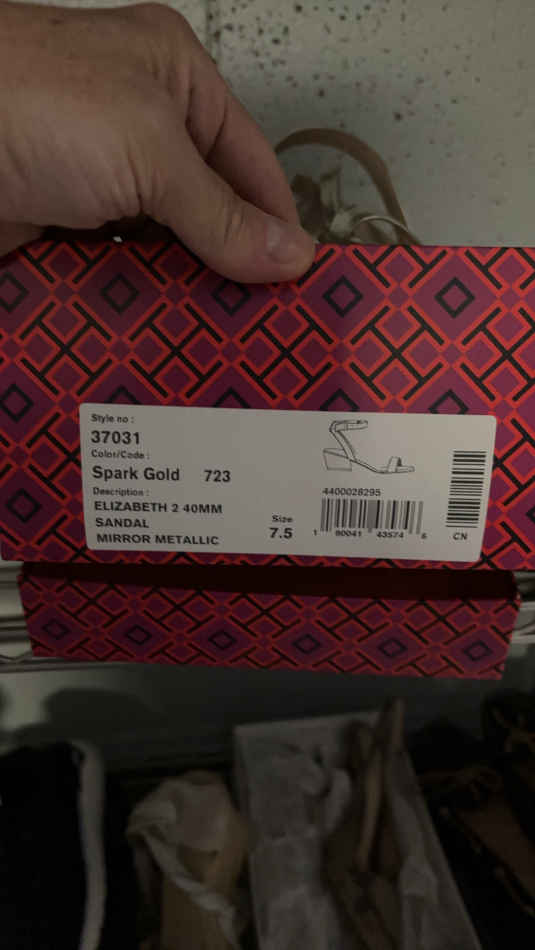 Style no :
37031
Color/Code :
Spark Gold 723
Description :
ELIZABETH 2 40MM
SANDAL
MIRROR METALLIC
Size
7.5
4400028295
1 90041 43574 6
CN